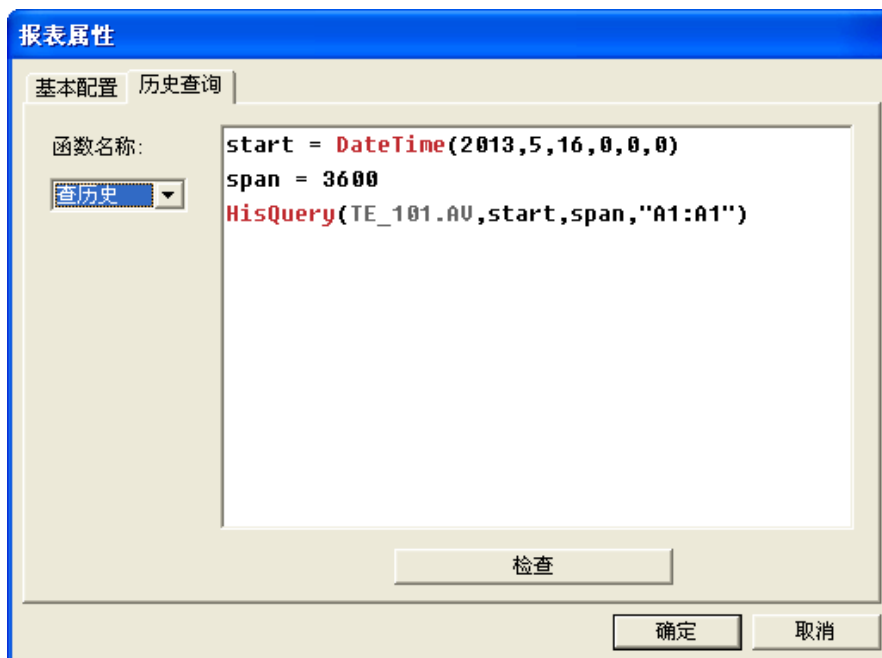 报表属性
基本配置 历史查询
函数名称:
查历史
start = DateTime(2013,5,16,0,0,0)
span = 3600
HisQuery(TE_101.AV,start,span,"A1:A1")
检查
确定 取消